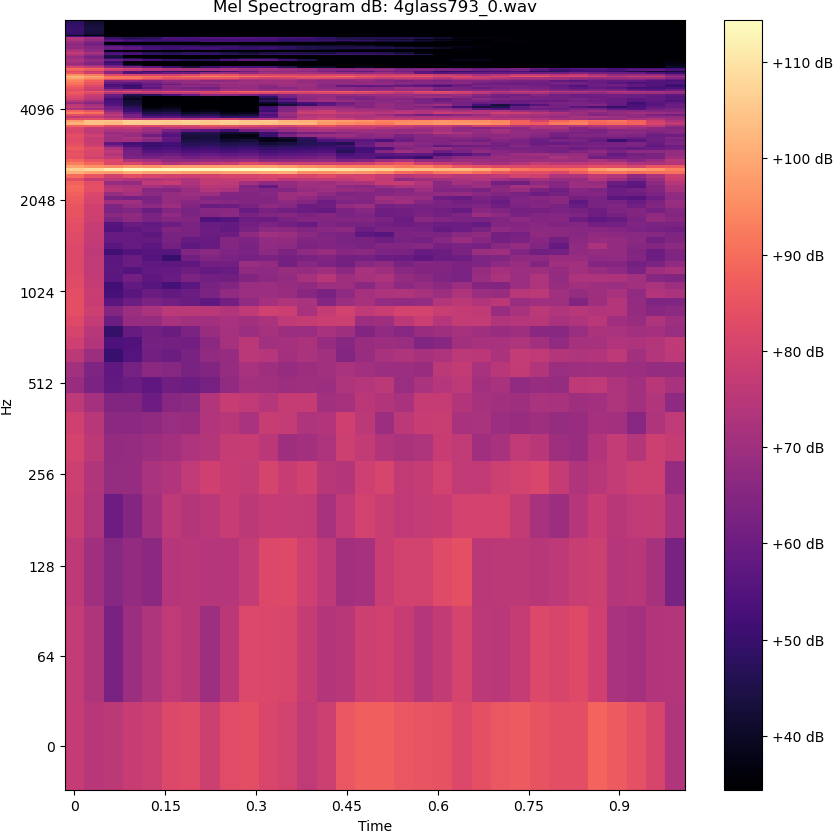 Mel Spectrogram dB: 4glass793_0.wav
+110 dB
4096
+100 dB
2048
+90 dB
1024
+80 dB
512
Hz
+70 dB
256
+60 dB
128
+50 dB
64
+40 dB
0
0 0.15 0.3 0.45 0.6 0.75 0.9
Time